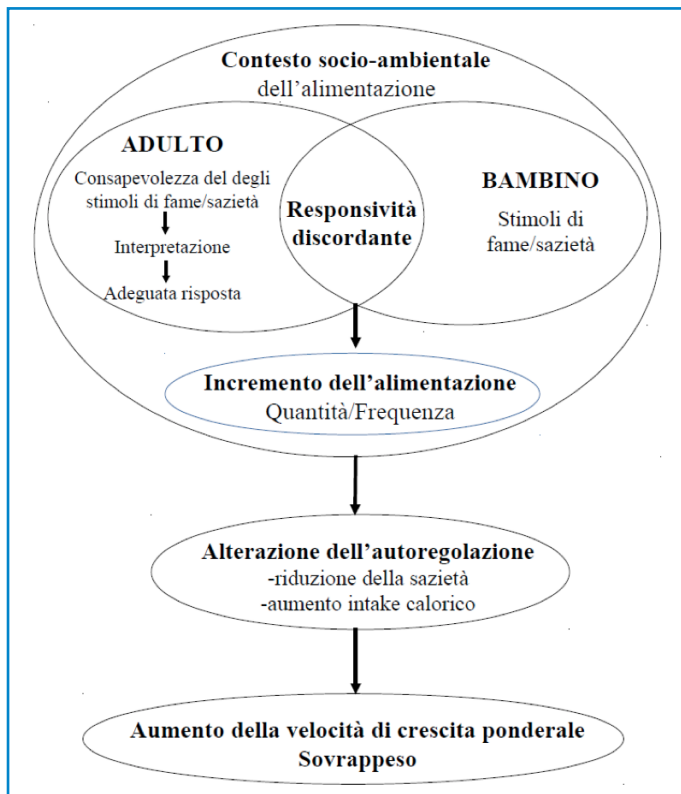 Contesto socio-ambientale
dell'alimentazione
ADULTO
Consapevolezza del degli
stimoli di fame/sazietà
Interpretazione
Adeguata risposta
Responsività
discordante
BAMBINO
Stimoli di
fame/sazietà
Incremento dell'alimentazione
Quantità/Frequenza
Alterazione dell'autoregolazione
-riduzione della sazietà
-aumento intake calorico
Aumento della velocità di crescita ponderale
Sovrappeso